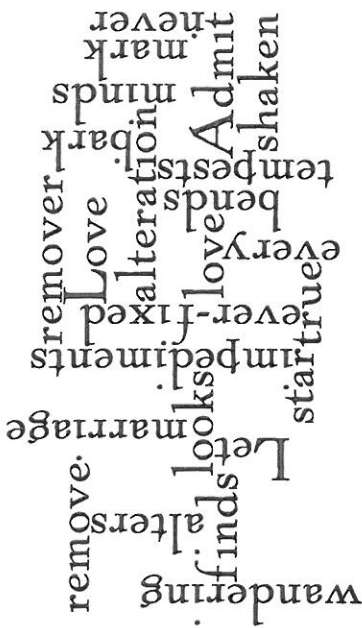 never
mark
minds
bark
Admit
shaken
tempests
bends
alteration
remover
Love
love
every
ever-fixed
impediments
star
true
marriage
looks
Let
remove.
alters
finds
wandering